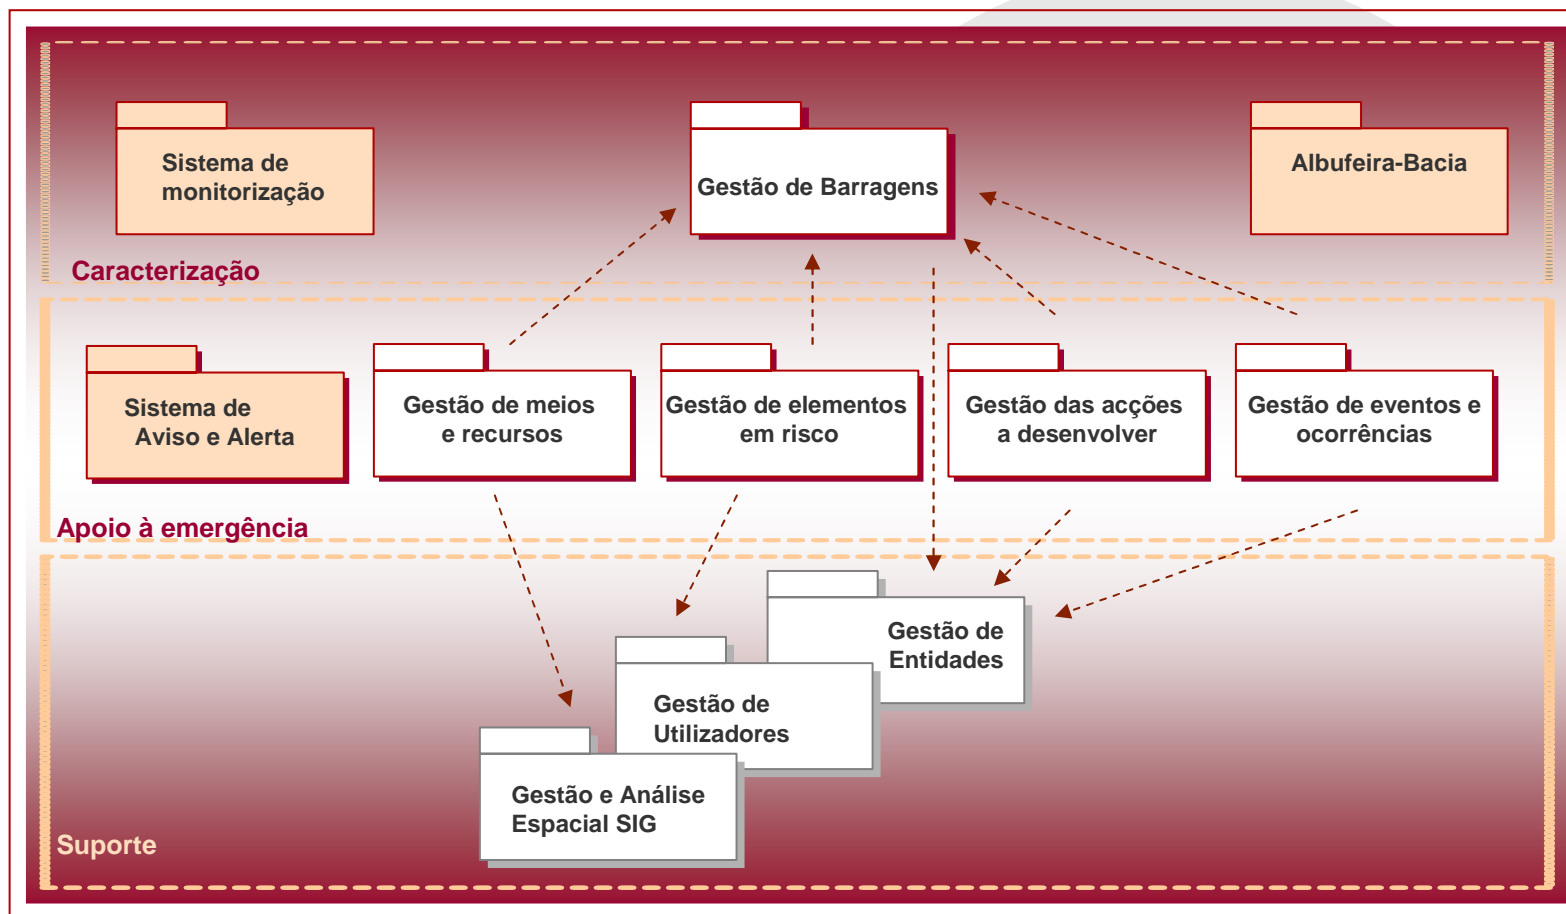 Sistema de
monitorização
Gestão de Barragens
Albufeira-Bacia
Caracterização
Sistema de
Aviso e Alerta
Gestão de meios
e recursos
Gestão de elementos
em risco
Gestão das acções
a desenvolver
Gestão de eventos e
ocorrências
Apoio à emergência
Gestão de
Entidades
Gestão de
Utilizadores
Gestão e Análise
Espacial SIG
Suporte